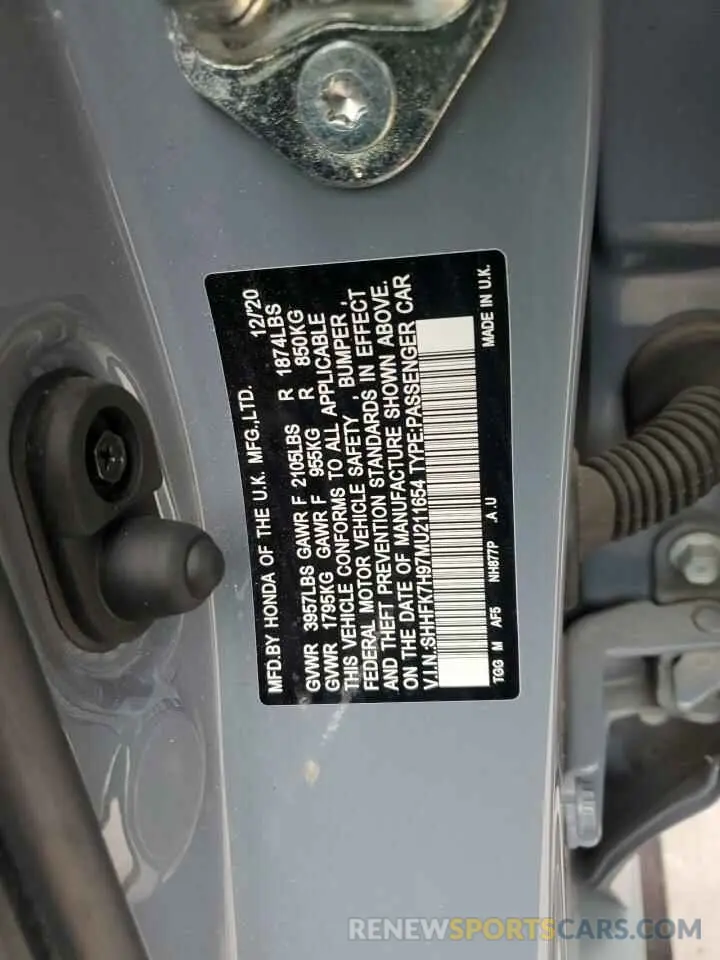 MFD.BY HONDA OF THE U.K. MFG.,LTD. 12/'20
GVWR 3957LBS GAWR F 2105LBS R 1874LBS
GVWR 1795KG GAWR F 955KG R 850KG
THIS VEHICLE CONFORMS TO ALL APPLICABLE
FEDERAL MOTOR VEHICLE SAFETY , BUMPER ,
AND THEFT PREVENTION STANDARDS IN EFFECT
ON THE DATE OF MANUFACTURE SHOWN ABOVE.
V.I.N.:SHHFK7H97MU211654 TYPE:PASSENGER CAR
TGG M AF5 NH877P .A .U MADE IN U.K.
RENEWSPORTSCARS.COM